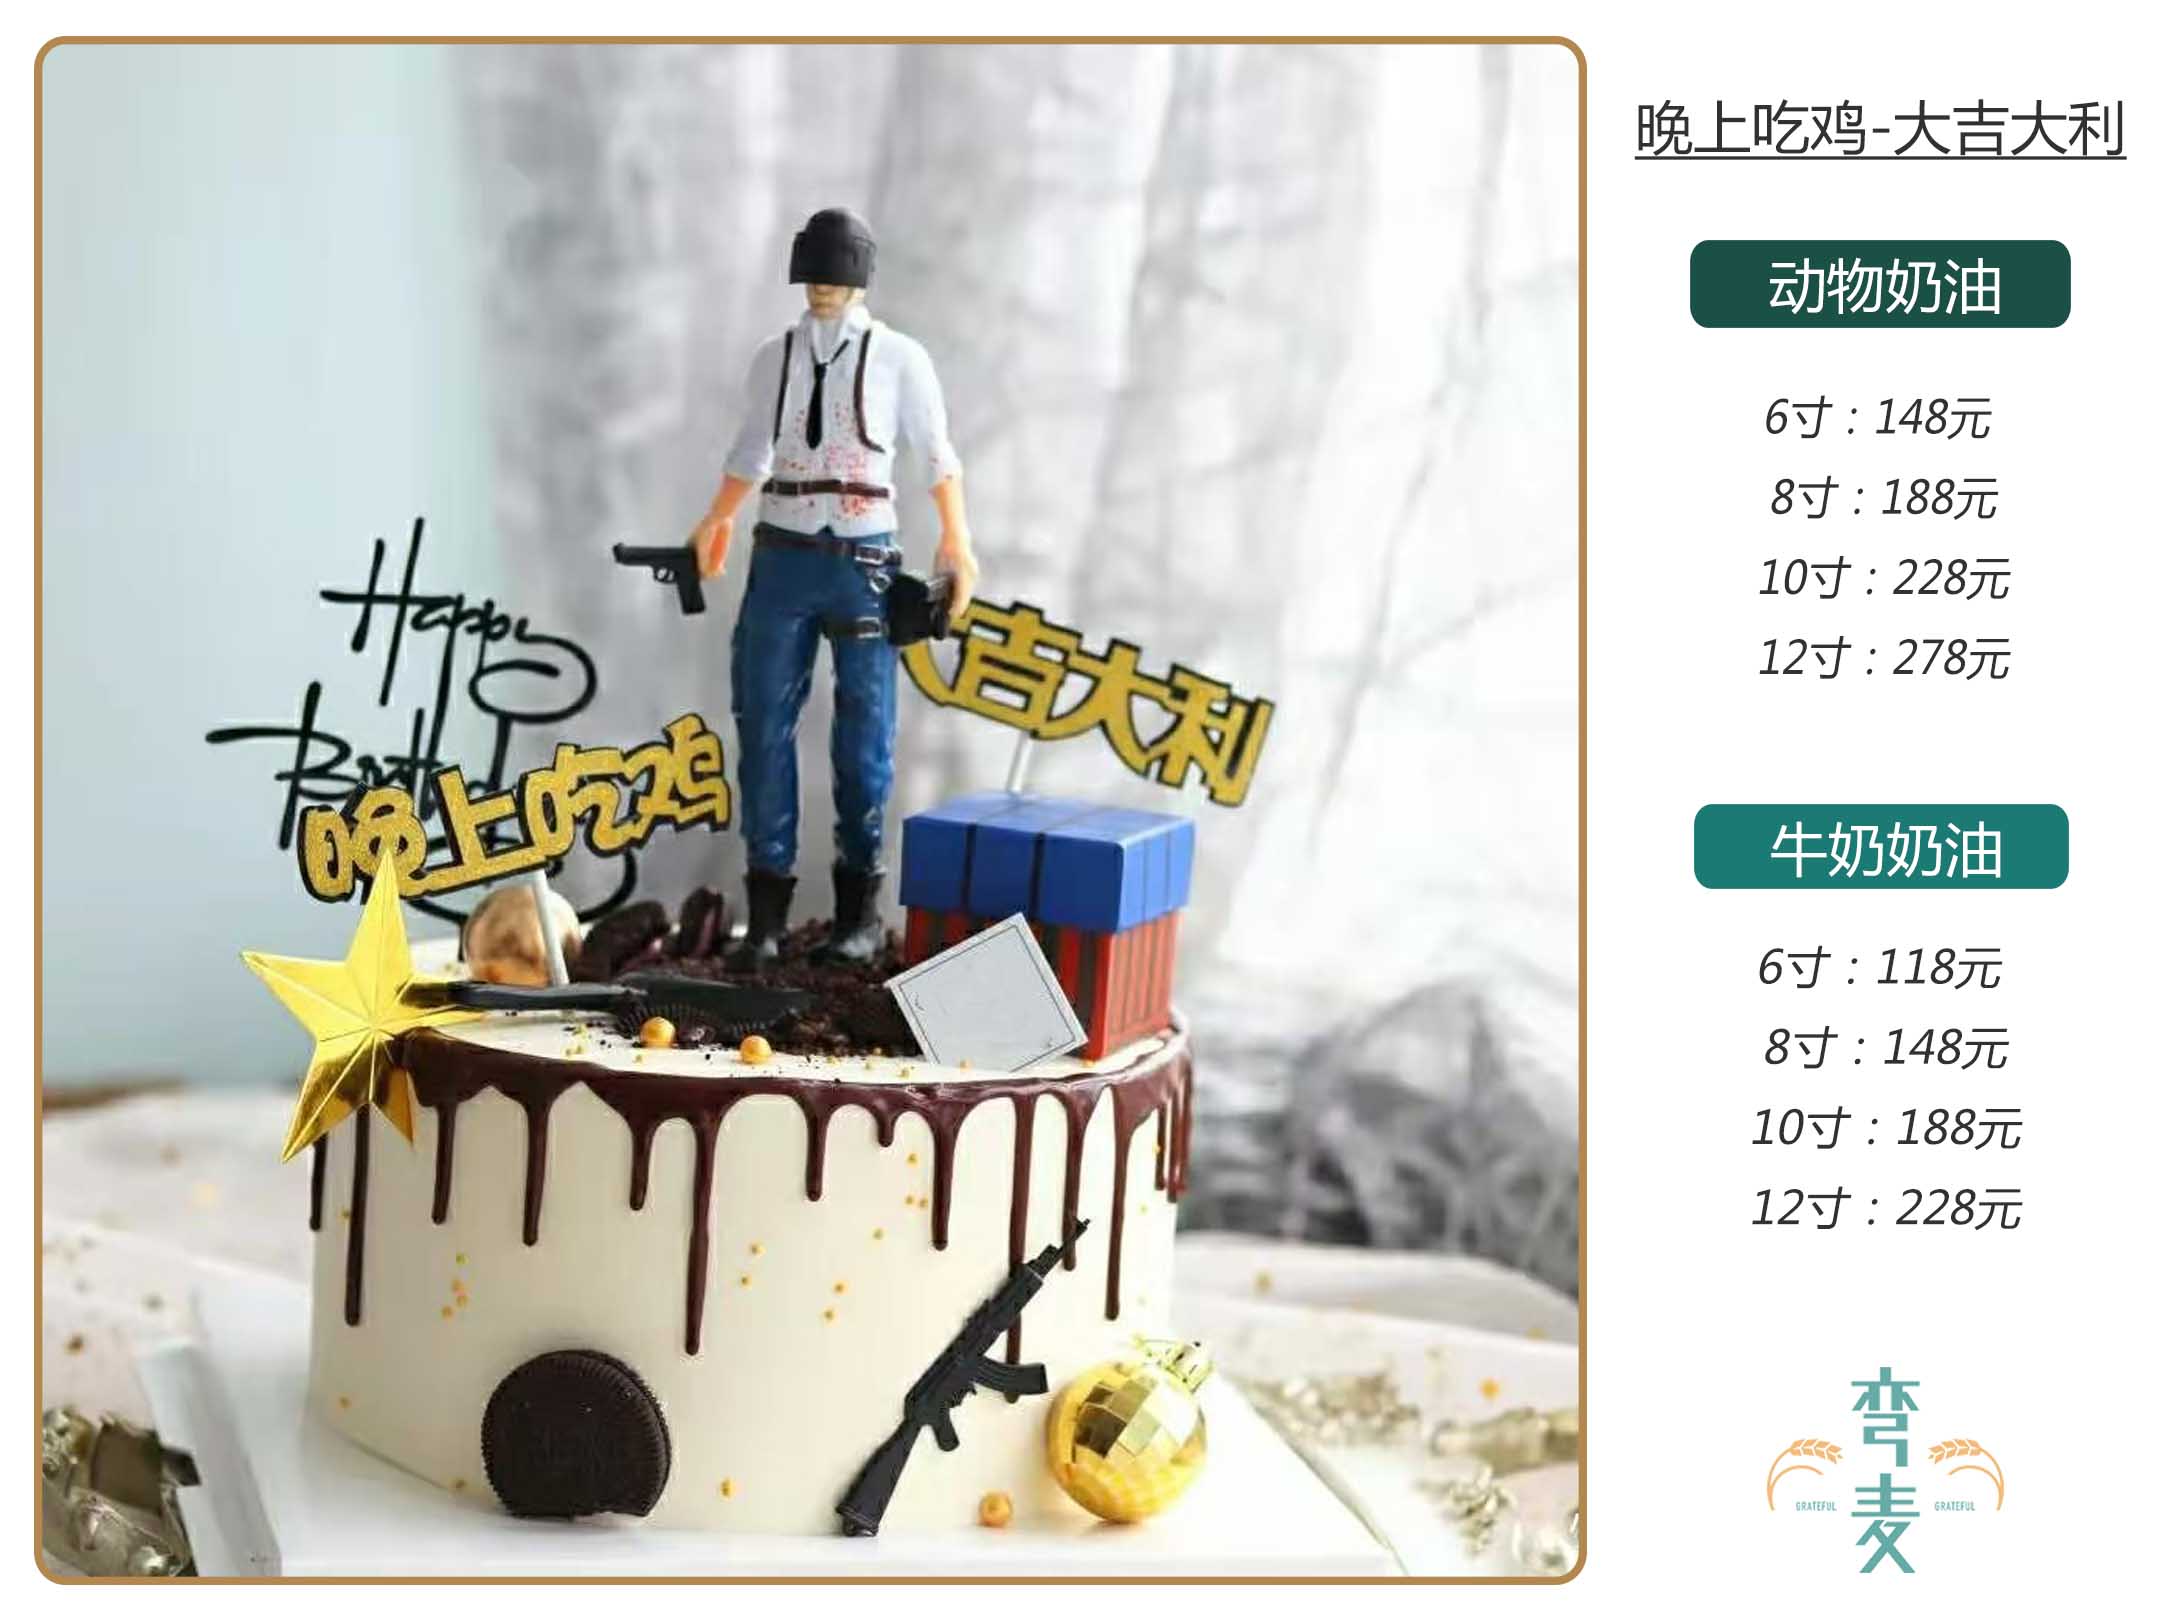 晚上吃鸡-大吉大利
动物奶油
6寸：148元
8寸：188元
10寸：228元
12寸：278元
牛奶奶油
6寸：118元
8寸：148元
10寸：188元
12寸：228元
Happy
Birthd
晚上吃鸡
大吉大利
弯麦
GRATEFUL GRATEFUL